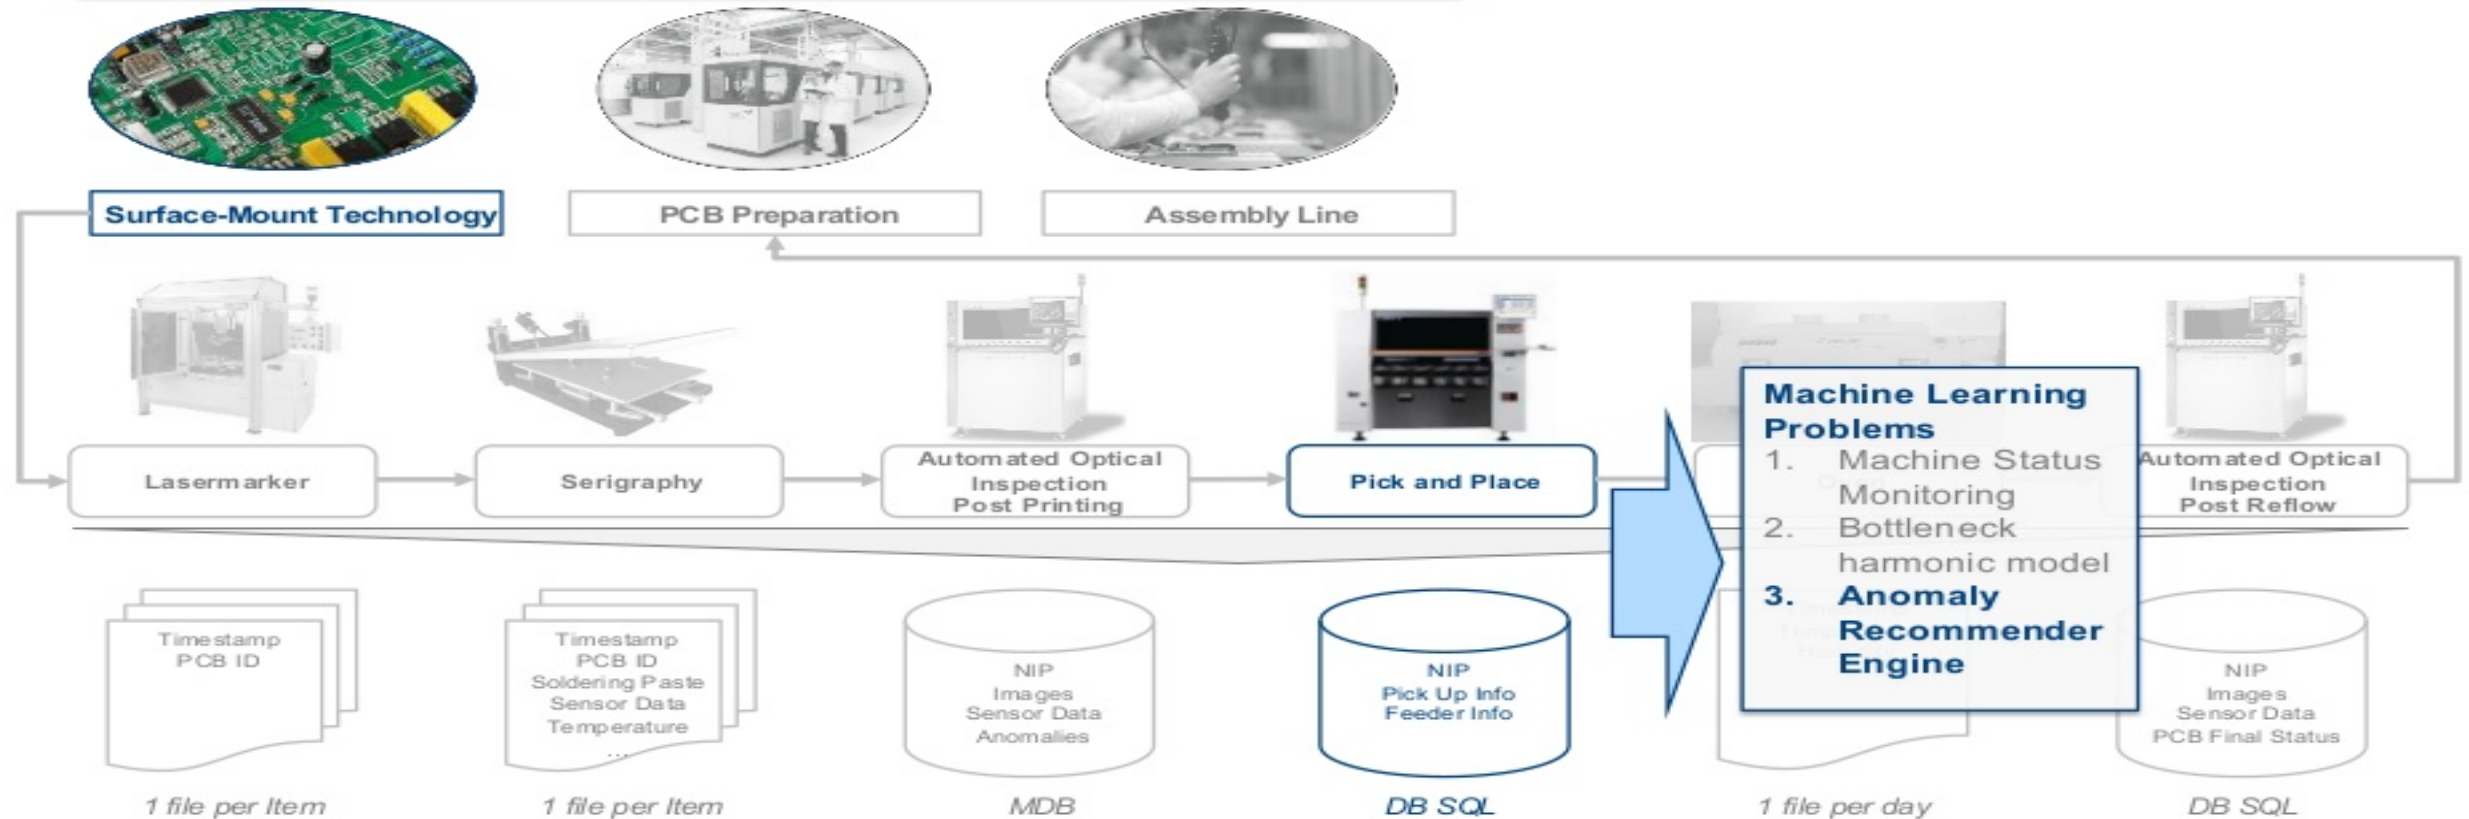 Surface-Mount Technology
PCB Preparation
Assembly Line
Lasermarker
Serigraphy
Automated Optical
Inspection
Post Printing
Pick and Place
Machine Learning
Problems
1. Machine Status
Monitoring
2. Bottleneck
harmonic model
3. Anomaly
Recommender
Engine
Automated Optical
Inspection
Post Reflow
Timestamp
PCB ID
Timestamp
PCB ID
Soldering Paste
Sensor Data
Temperature
...
NIP
Images
Sensor Data
Anomalies
NIP
Pick Up Info
Feeder Info
NIP
Images
Sensor Data
PCB Final Status
1 file per Item
1 file per Item
MDB
DB SQL
1 file per day
DB SQL